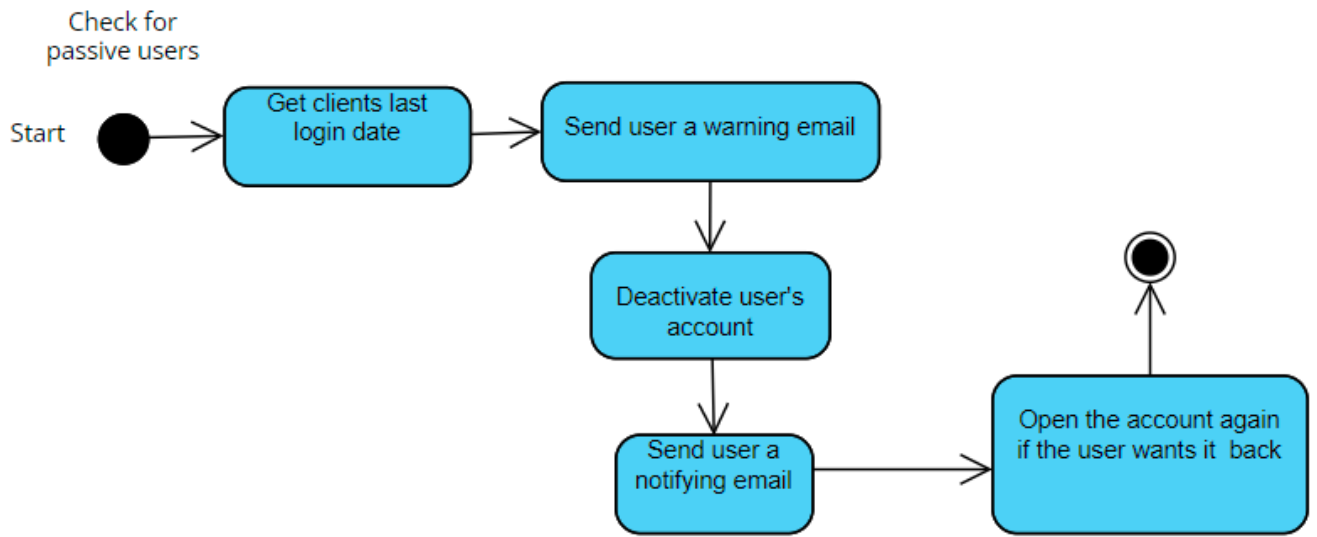 Check for
passive users
Start
Get clients last
login date
Send user a warning email
Deactivate user's
account
Send user a
notifying email
Open the account again
if the user wants it  back